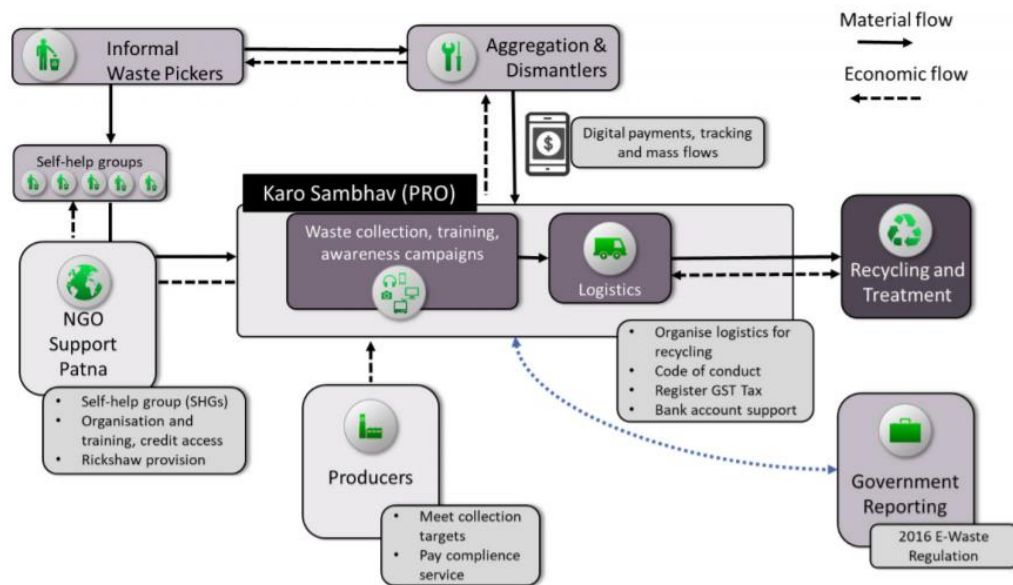 Material flow
Economic flow
Informal
Waste Pickers
Aggregation &
Dismantlers
$
Digital payments, tracking
and mass flows
Self-help groups
Karo Sambhav (PRO)
Waste collection, training,
awareness campaigns
Logistics
Recycling and
Treatment
NGO
Support
Patna
• Organise logistics for
recycling
• Code of conduct
• Register GST Tax
• Bank account support
• Self-help group (SHGs)
• Organisation and
training, credit access
• Rickshaw provision
Producers
• Meet collection
targets
• Pay complience
service
Government
Reporting
2016 E-Waste
Regulation